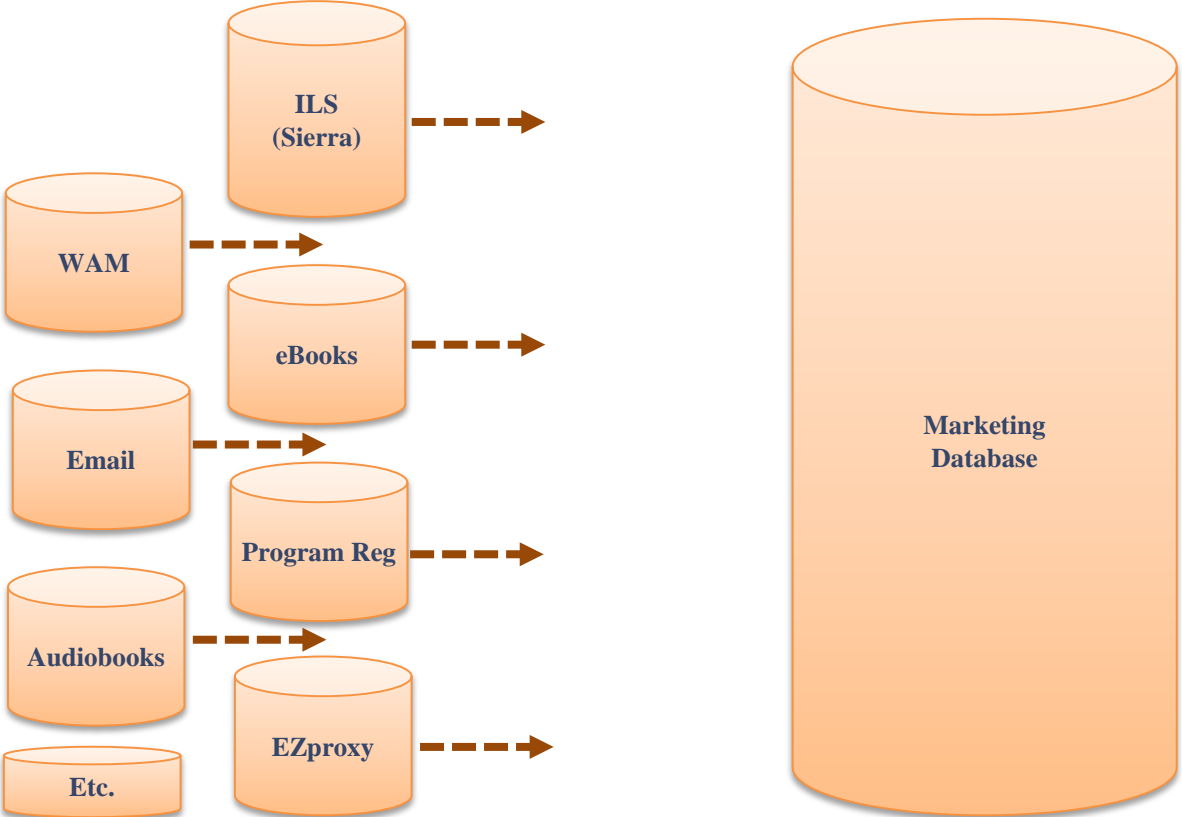 ILS
(Sierra)
WAM
eBooks
Email
Program Reg
Audiobooks
EZproxy
Etc.
Marketing
Database